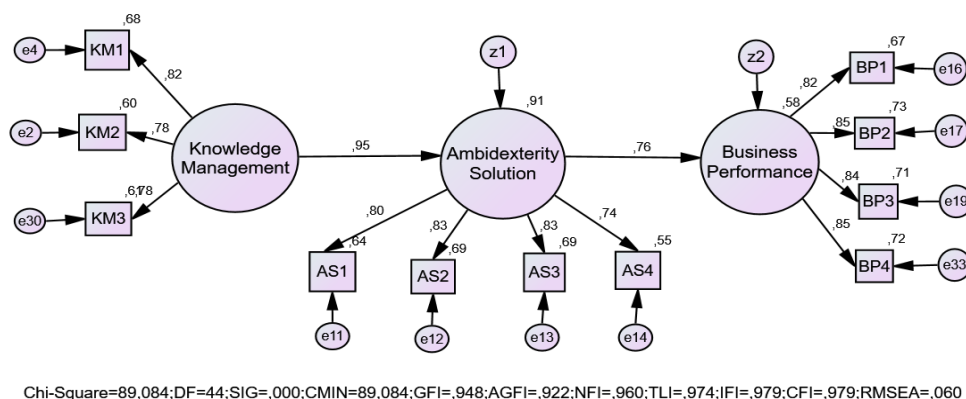 ,68
e4
KM1
,82
,60
e2
KM2
,78
,61
,78
e30
KM3
Knowledge
Management
,95
z1
,91
Ambidexterity
Solution
,76
,80
,83
,83
,74
,64
,69
,69
,55
AS1
AS2
AS3
AS4
e11
e12
e13
e14
z2
,58
Business
Performance
,82
,67
BP1
e16
,85
,73
BP2
e17
,84
,71
BP3
e19
,85
,72
BP4
e33
Chi-Square=89,084;DF=44;SIG=,000;CMIN=89,084;GFI=,948;AGFI=,922;NFI=,960;TLI=,974;IFI=,979;CFI=,979;RMSEA=,060